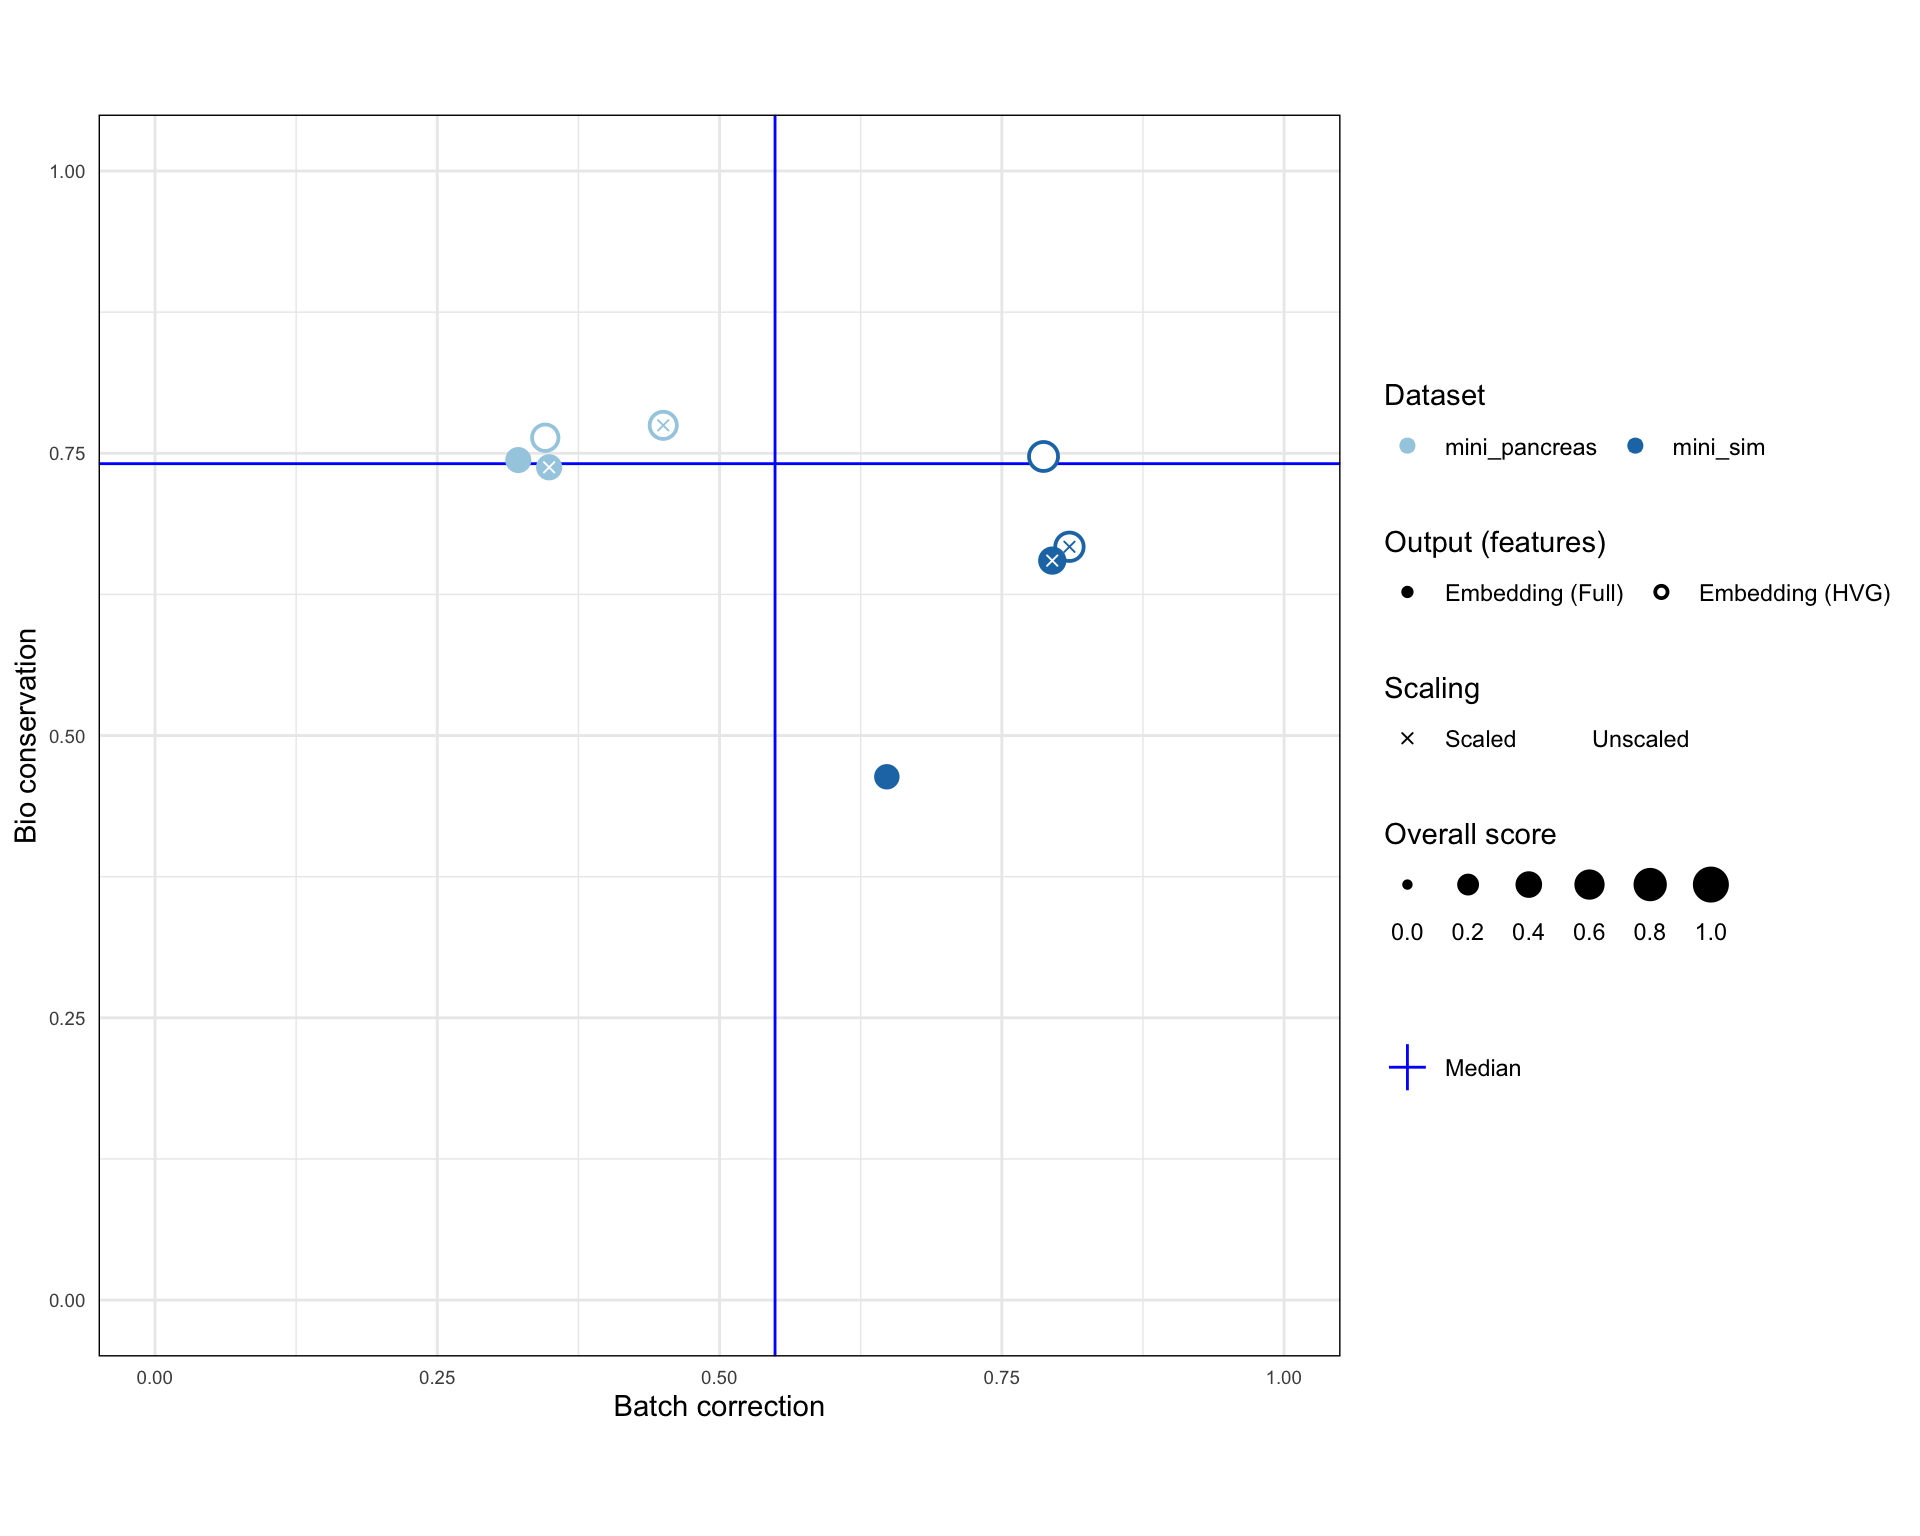 1.00
0.75
0.50
0.25
0.00
Bio conservation
0.00 0.25 0.50 0.75 1.00
Batch correction
Dataset
mini_pancreas mini_sim
Output (features)
Embedding (Full) Embedding (HVG)
Scaling
Scaled Unscaled
Overall score
0.0 0.2 0.4 0.6 0.8 1.0
Median